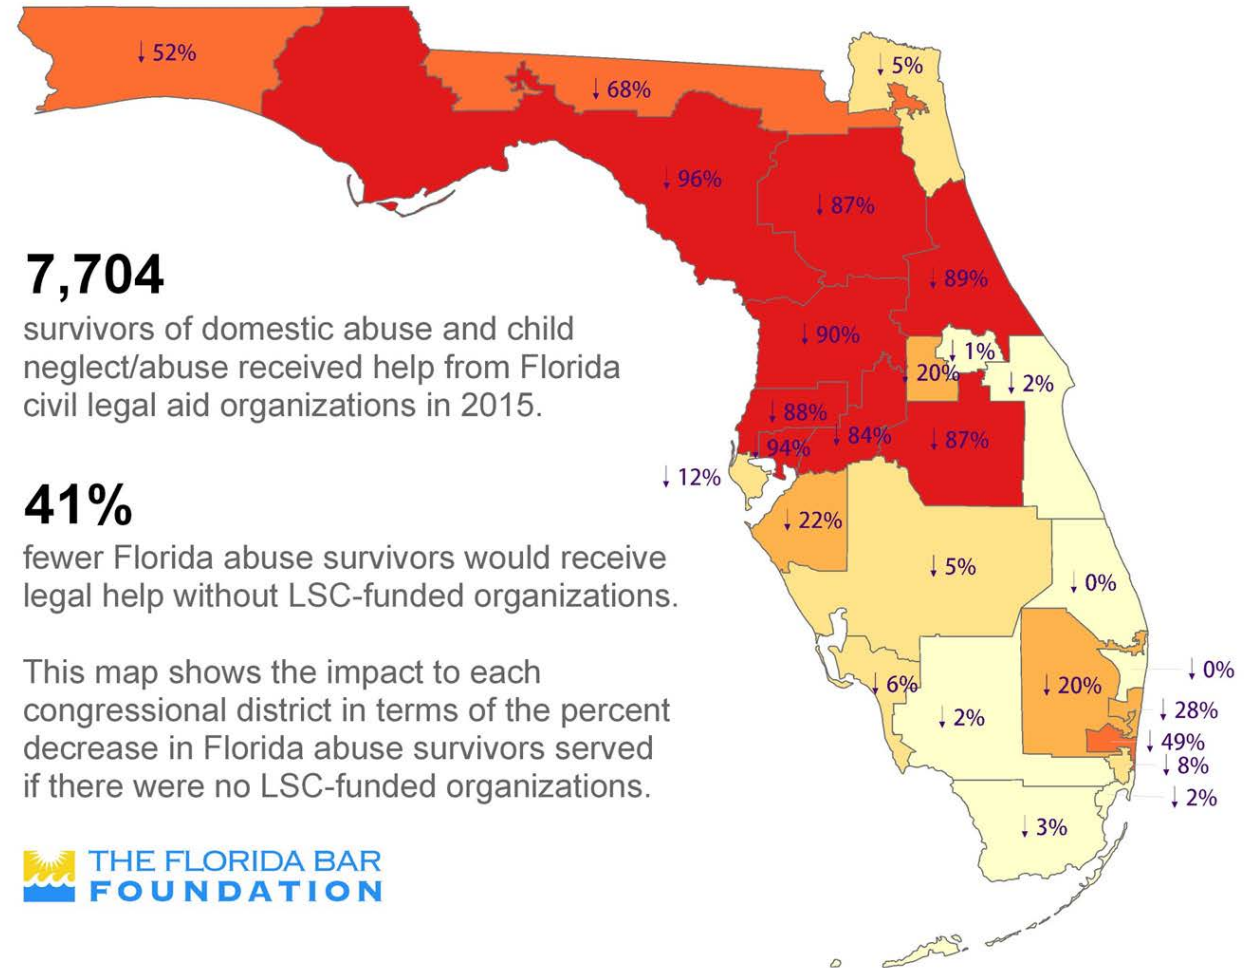 ↓ 52%
↓ 68%
↓ 5%
↓ 96%
↓ 87%
↓ 89%
↓ 90%
↓ 1%
↓ 20%
↓ 2%
↓ 88%
↓ 94%
↓ 84%
↓ 87%
↓ 12%
↓ 22%
↓ 5%
↓ 0%
↓ 6%
↓ 2%
↓ 20%
↓ 0%
↓ 28%
↓ 49%
↓ 8%
↓ 2%
↓ 3%
7,704
survivors of domestic abuse and child
neglect/abuse received help from Florida
civil legal aid organizations in 2015.
41%
fewer Florida abuse survivors would receive
legal help without LSC-funded organizations.
This map shows the impact to each
congressional district in terms of the percent
decrease in Florida abuse survivors served
if there were no LSC-funded organizations.
THE FLORIDA BAR
FOUNDATION